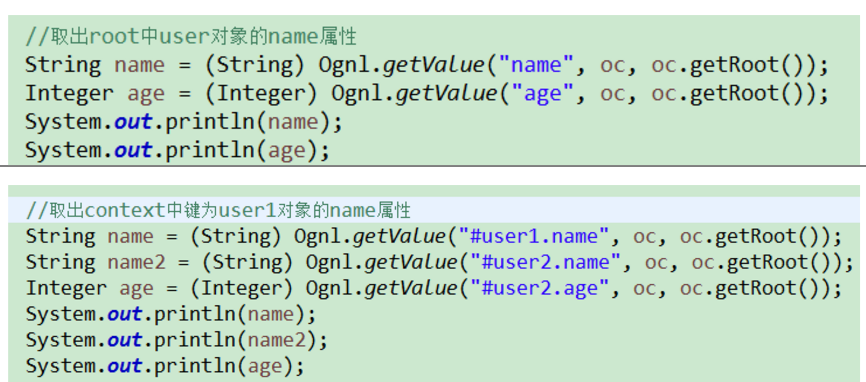 //取出root中user对象的name属性
String name = (String) Ognl.getValue("name", oc, oc.getRoot());
Integer age = (Integer) Ognl.getValue("age", oc, oc.getRoot());
System.out.println(name);
System.out.println(age);
//取出context中键为user1对象的name属性
String name = (String) Ognl.getValue("#user1.name", oc, oc.getRoot());
String name2 = (String) Ognl.getValue("#user2.name", oc, oc.getRoot());
Integer age = (Integer) Ognl.getValue("#user2.age", oc, oc.getRoot());
System.out.println(name);
System.out.println(name2);
System.out.println(age);